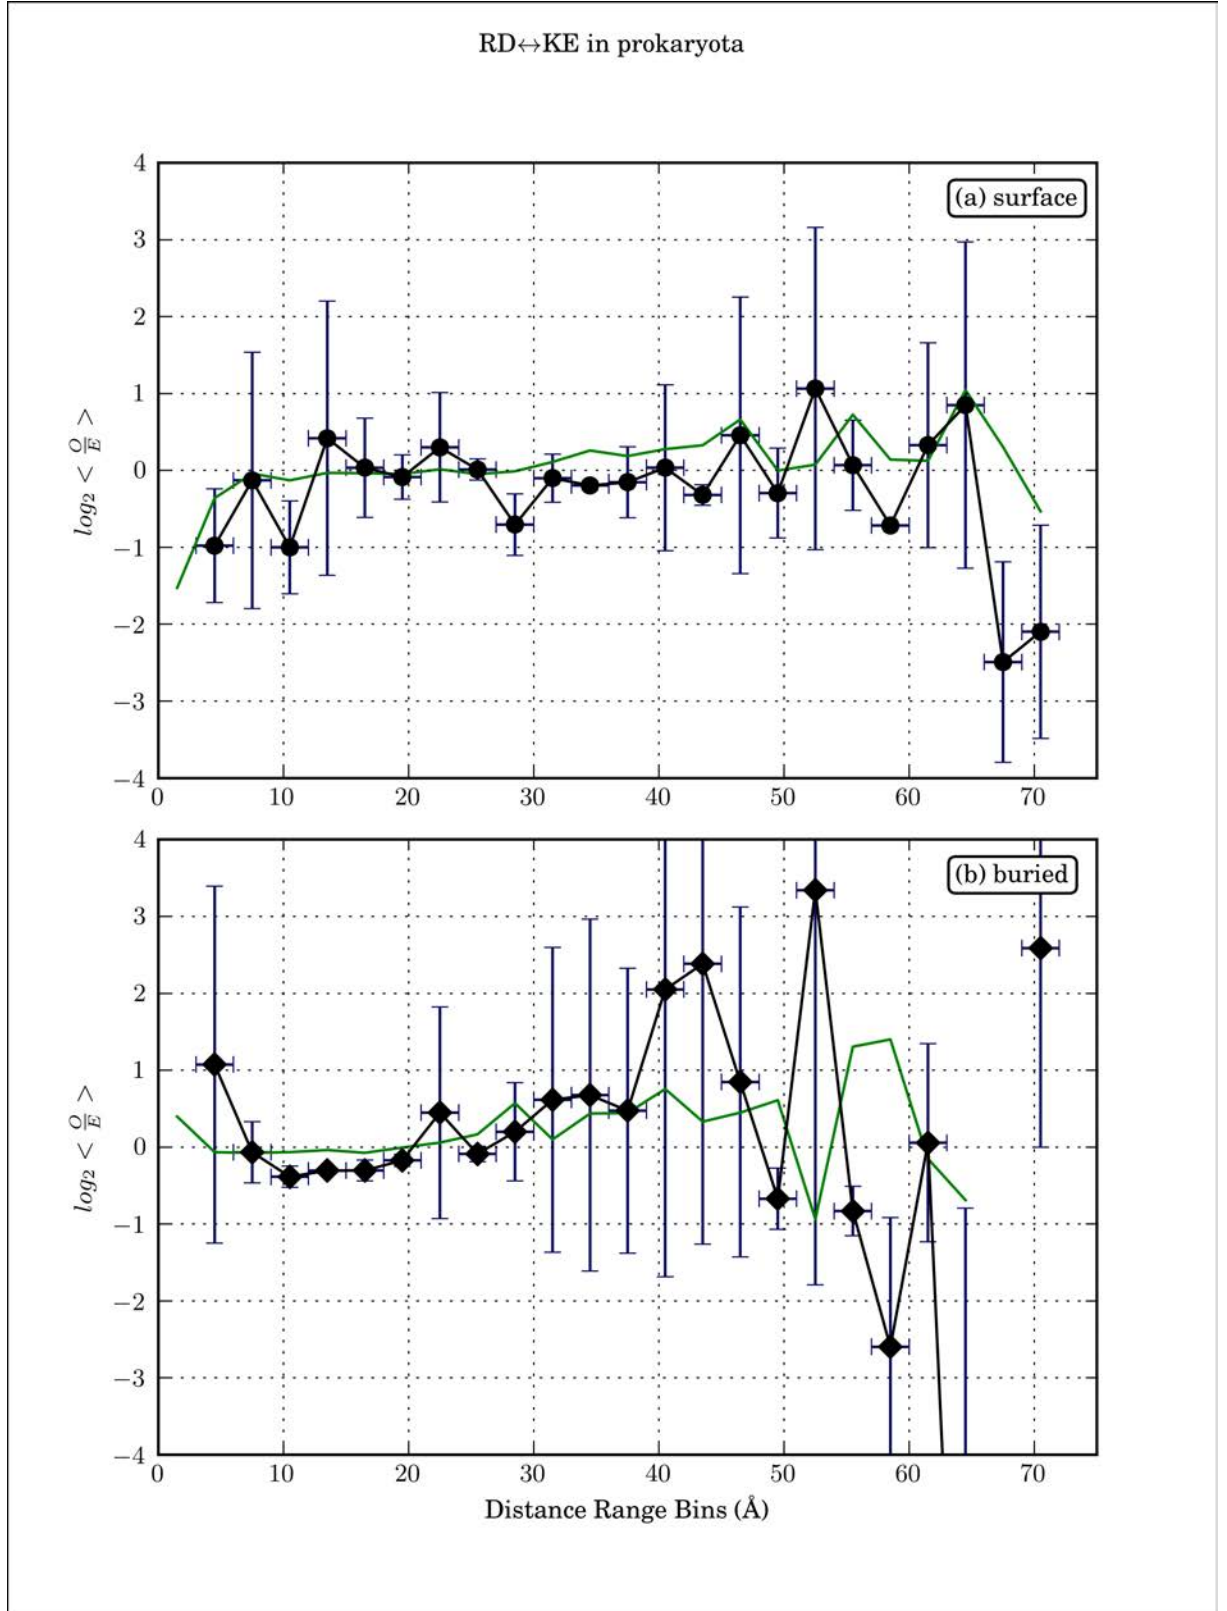 RD↔KE in prokaryota
(a) surface
4
3
2
1
0
−1
−2
−3
−4
log₂ < O/E >
0 10 20 30 40 50 60 70
(b) buried
4
3
2
1
0
−1
−2
−3
−4
log₂ < O/E >
0 10 20 30 40 50 60 70
Distance Range Bins (Å)